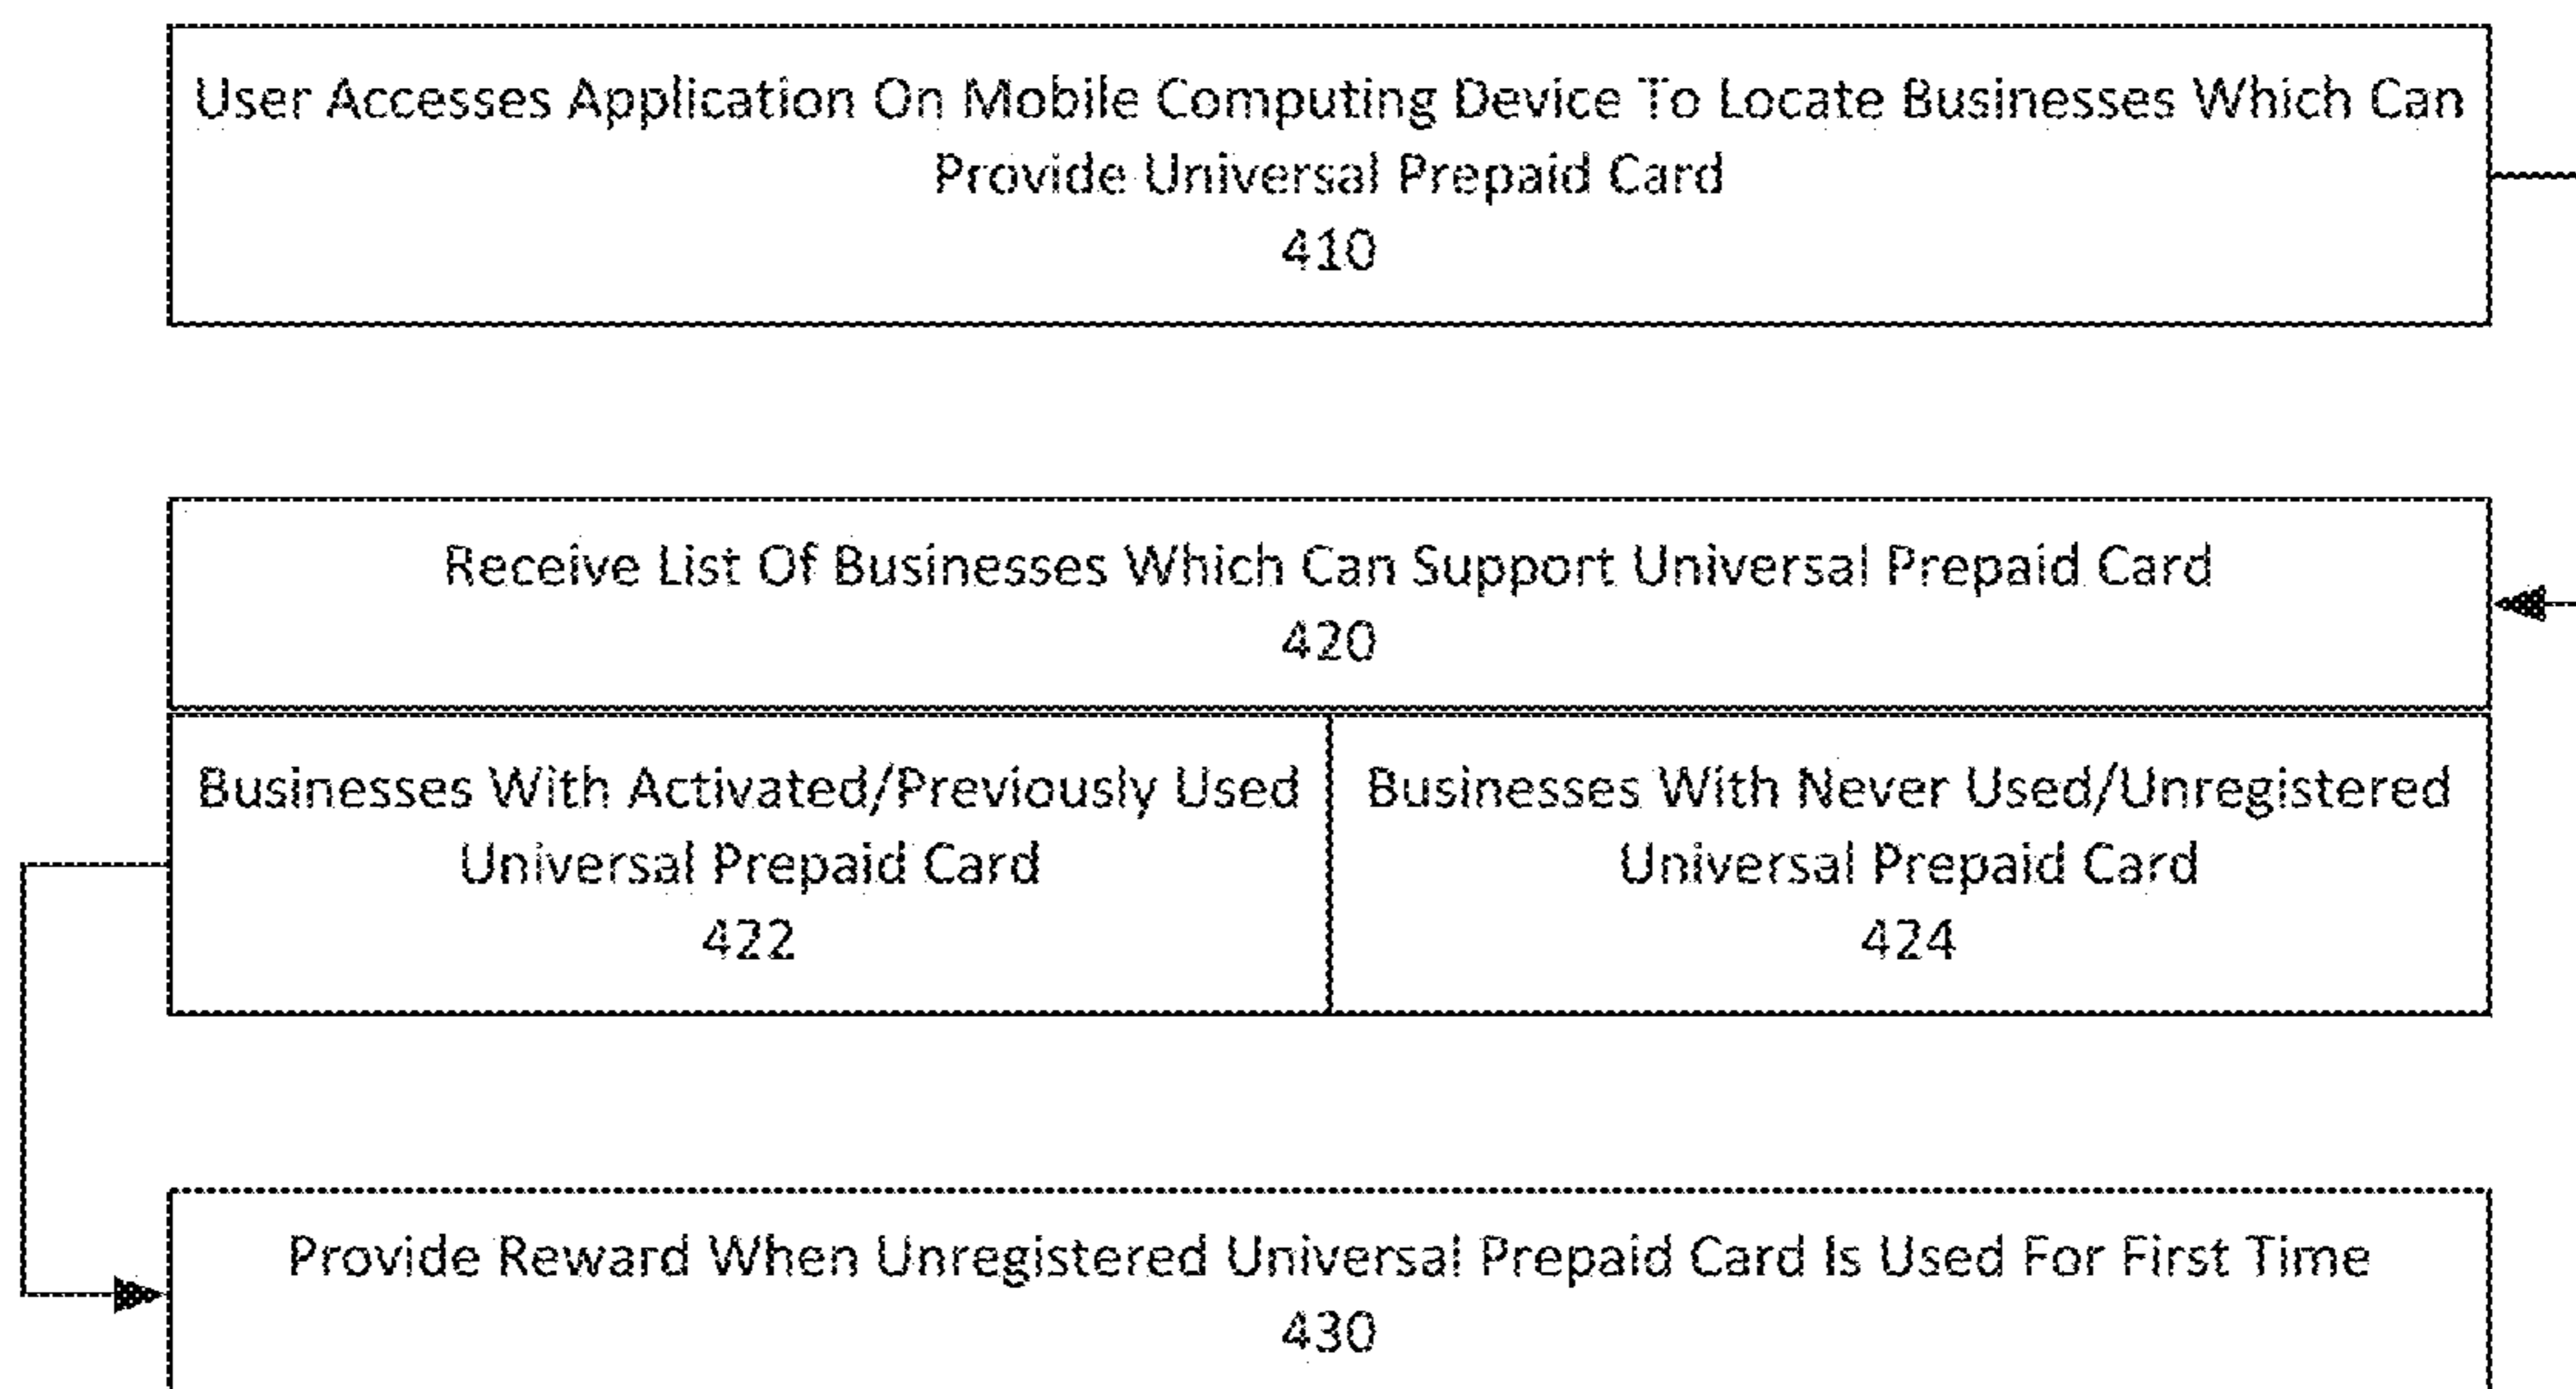 User Accesses Application On Mobile Computing Device To Locate Businesses Which Can
Provide Universal Prepaid Card
410
Receive List Of Businesses Which Can Support Universal Prepaid Card
420
Businesses With Activated/Previously Used
Universal Prepaid Card
422
Businesses With Never Used/Unregistered
Universal Prepaid Card
424
Provide Reward When Unregistered Universal Prepaid Card Is Used For First Time
430